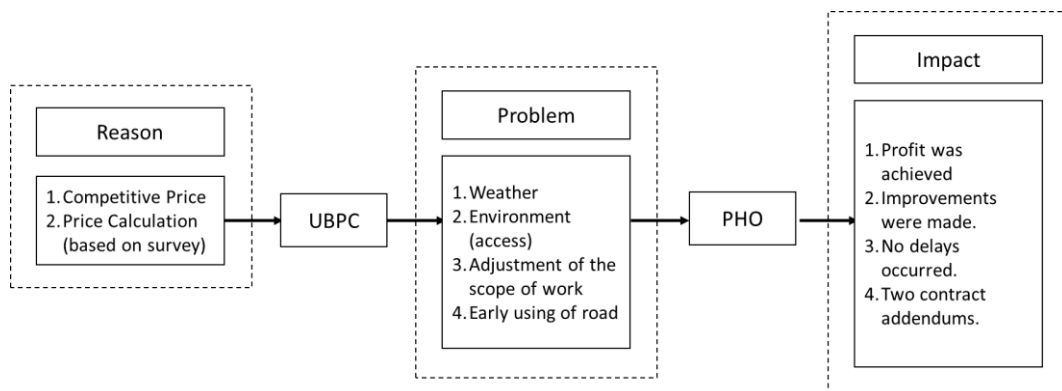 Reason
1. Competitive Price
2. Price Calculation
(based on survey)
UBPC
Problem
1. Weather
2. Environment
(access)
3. Adjustment of the
scope of work
4. Early using of road
PHO
Impact
1. Profit was
achieved
2. Improvements
were made.
3. No delays
occurred.
4. Two contract
addendums.